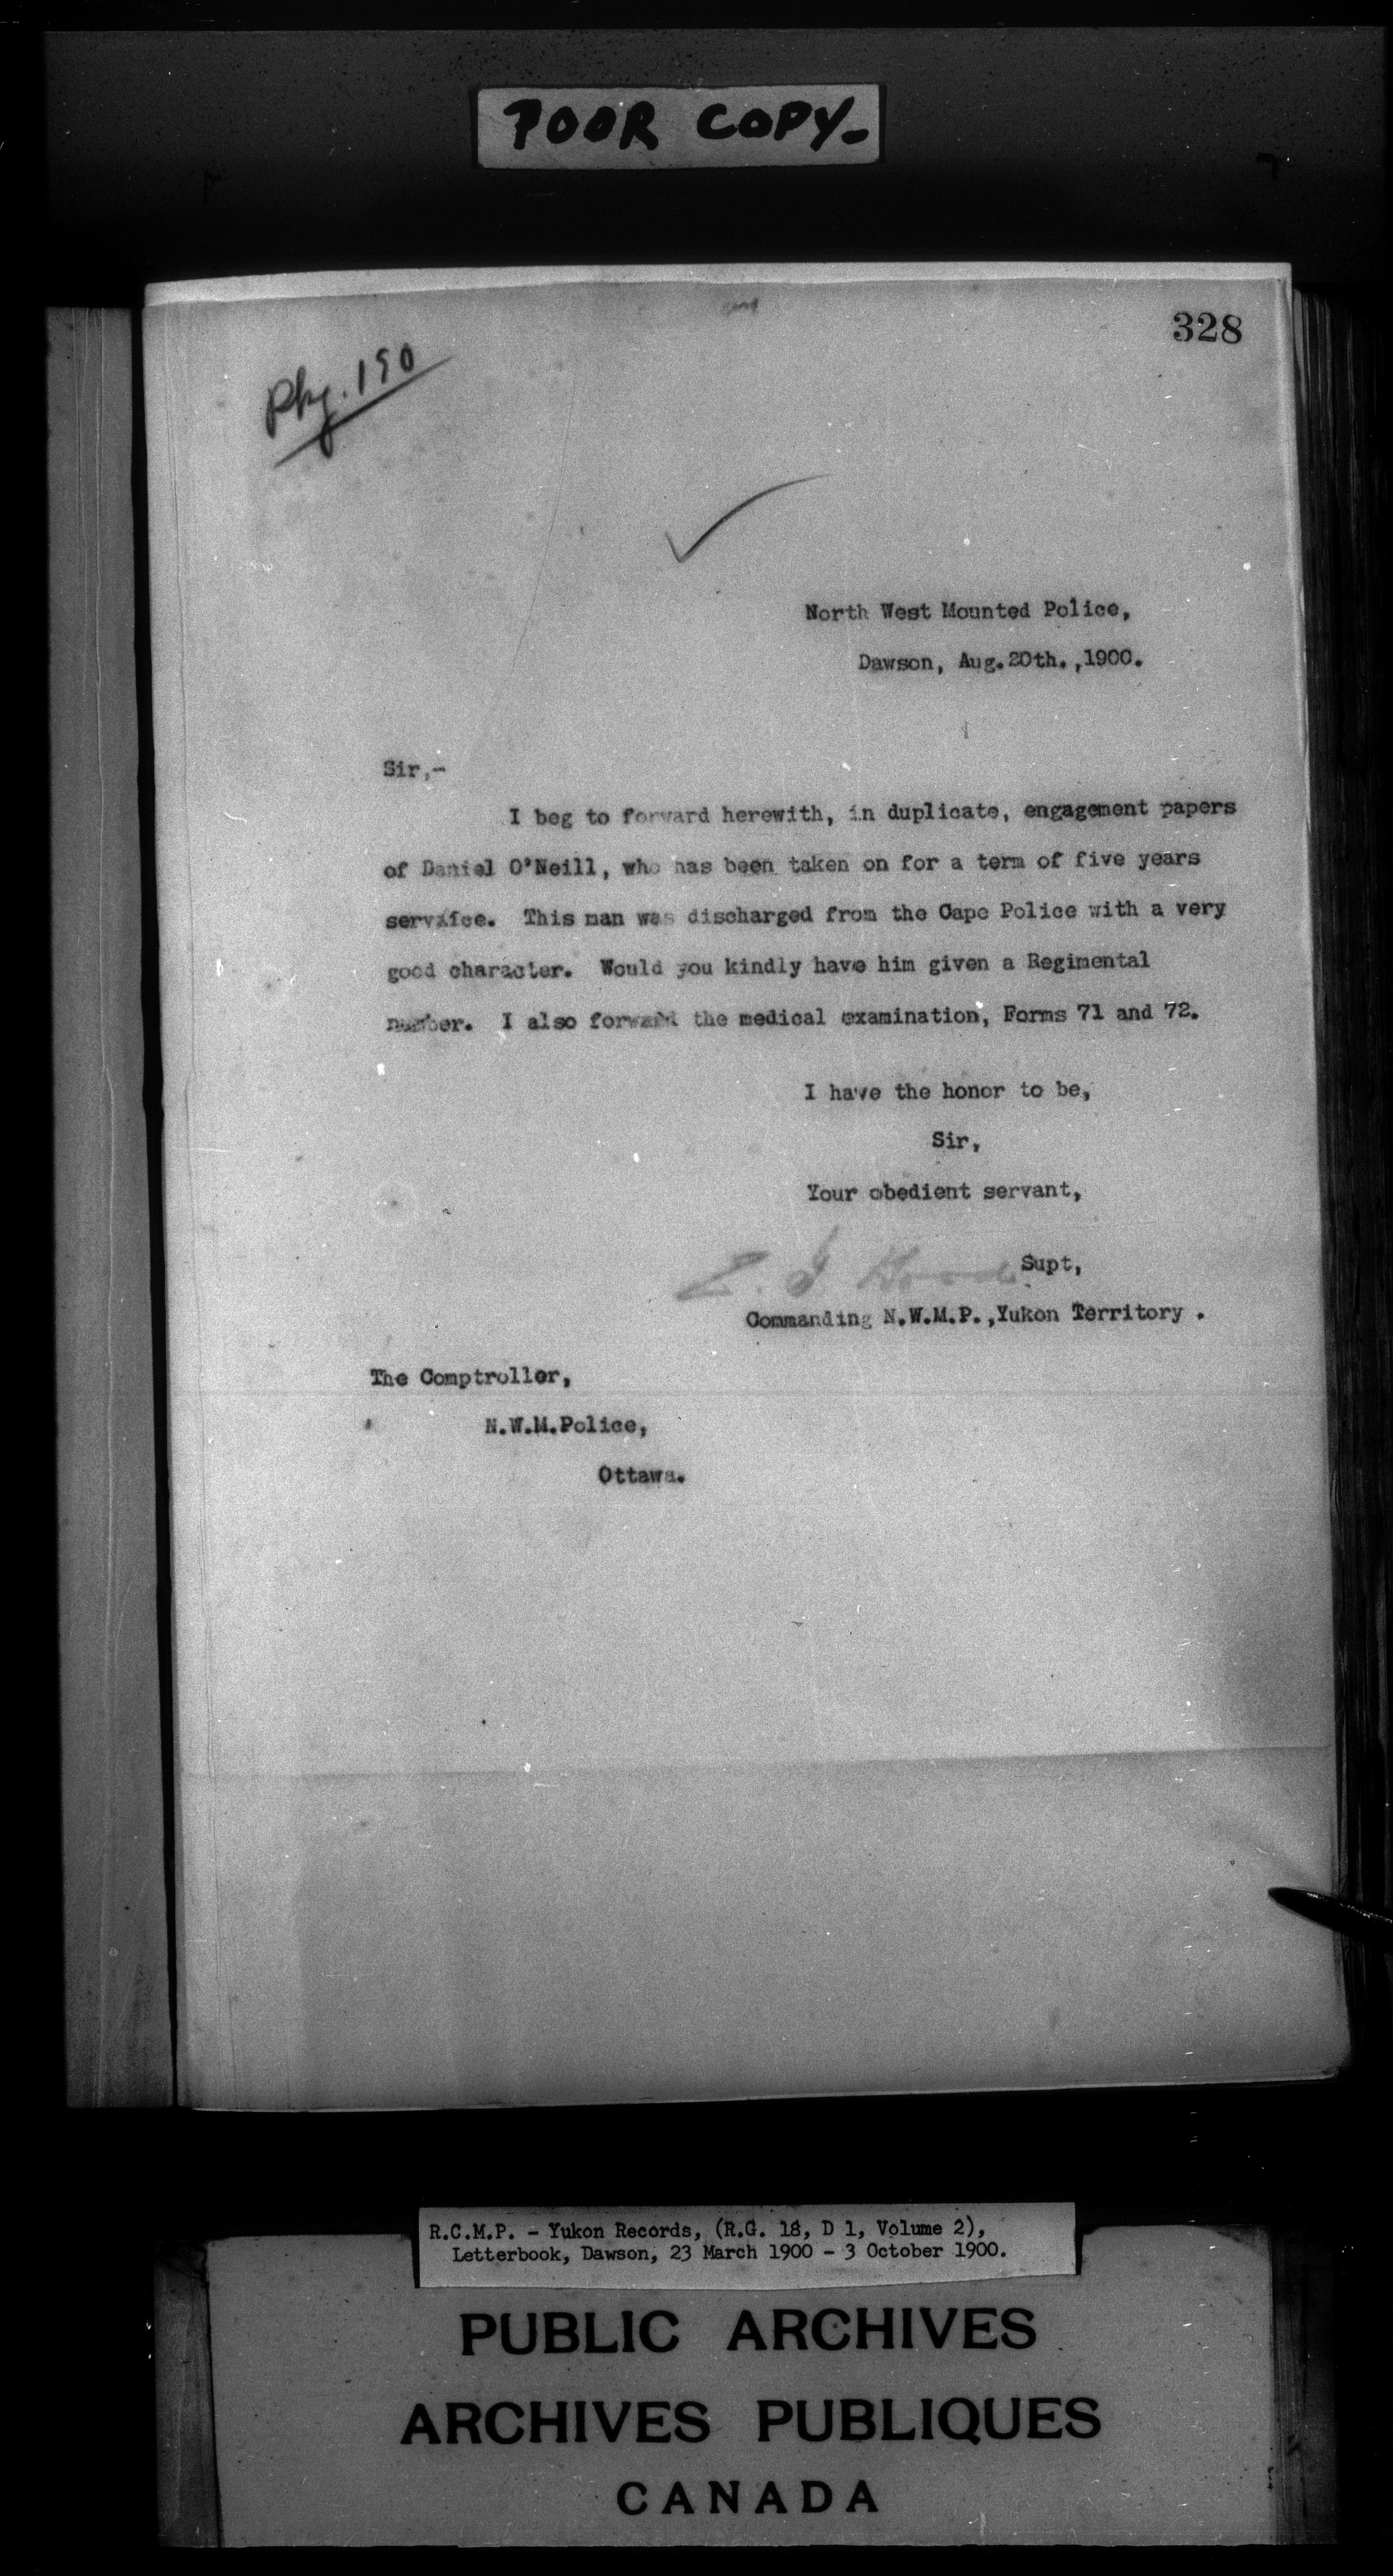 POOR COPY-
328
Pkg. 190
North West Mounted Police,
Dawson, Aug.20th.,1900.
Sir,-
I beg to forward herewith, in duplicate, engagement papers
of Daniel O'Neill, who has been taken on for a term of five years
service. This man was discharged from the Cape Police with a very
good character. Would you kindly have him given a Regimental
number. I also forward the medical examination, Forms 71 and 72.
I have the honor to be,
Sir,
Your obedient servant,
Z. T. Wood Supt,
Commanding N.W.M.P.,Yukon Territory .
The Comptroller,
N.W.M.Police,
Ottawa.
R.C.M.P. - Yukon Records, (R.G. 18, D 1, Volume 2),
Letterbook, Dawson, 23 March 1900 - 3 October 1900.
PUBLIC ARCHIVES
ARCHIVES PUBLIQUES
CANADA